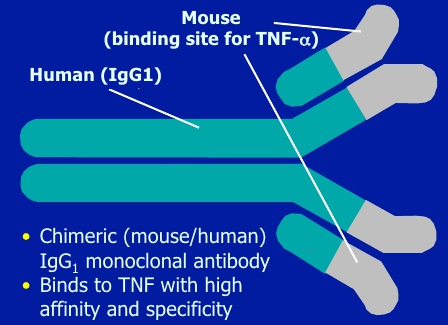 Mouse
(binding site for TNF-α)
Human (IgG1)
• Chimeric (mouse/human)
IgG₁ monoclonal antibody
• Binds to TNF with high
affinity and specificity